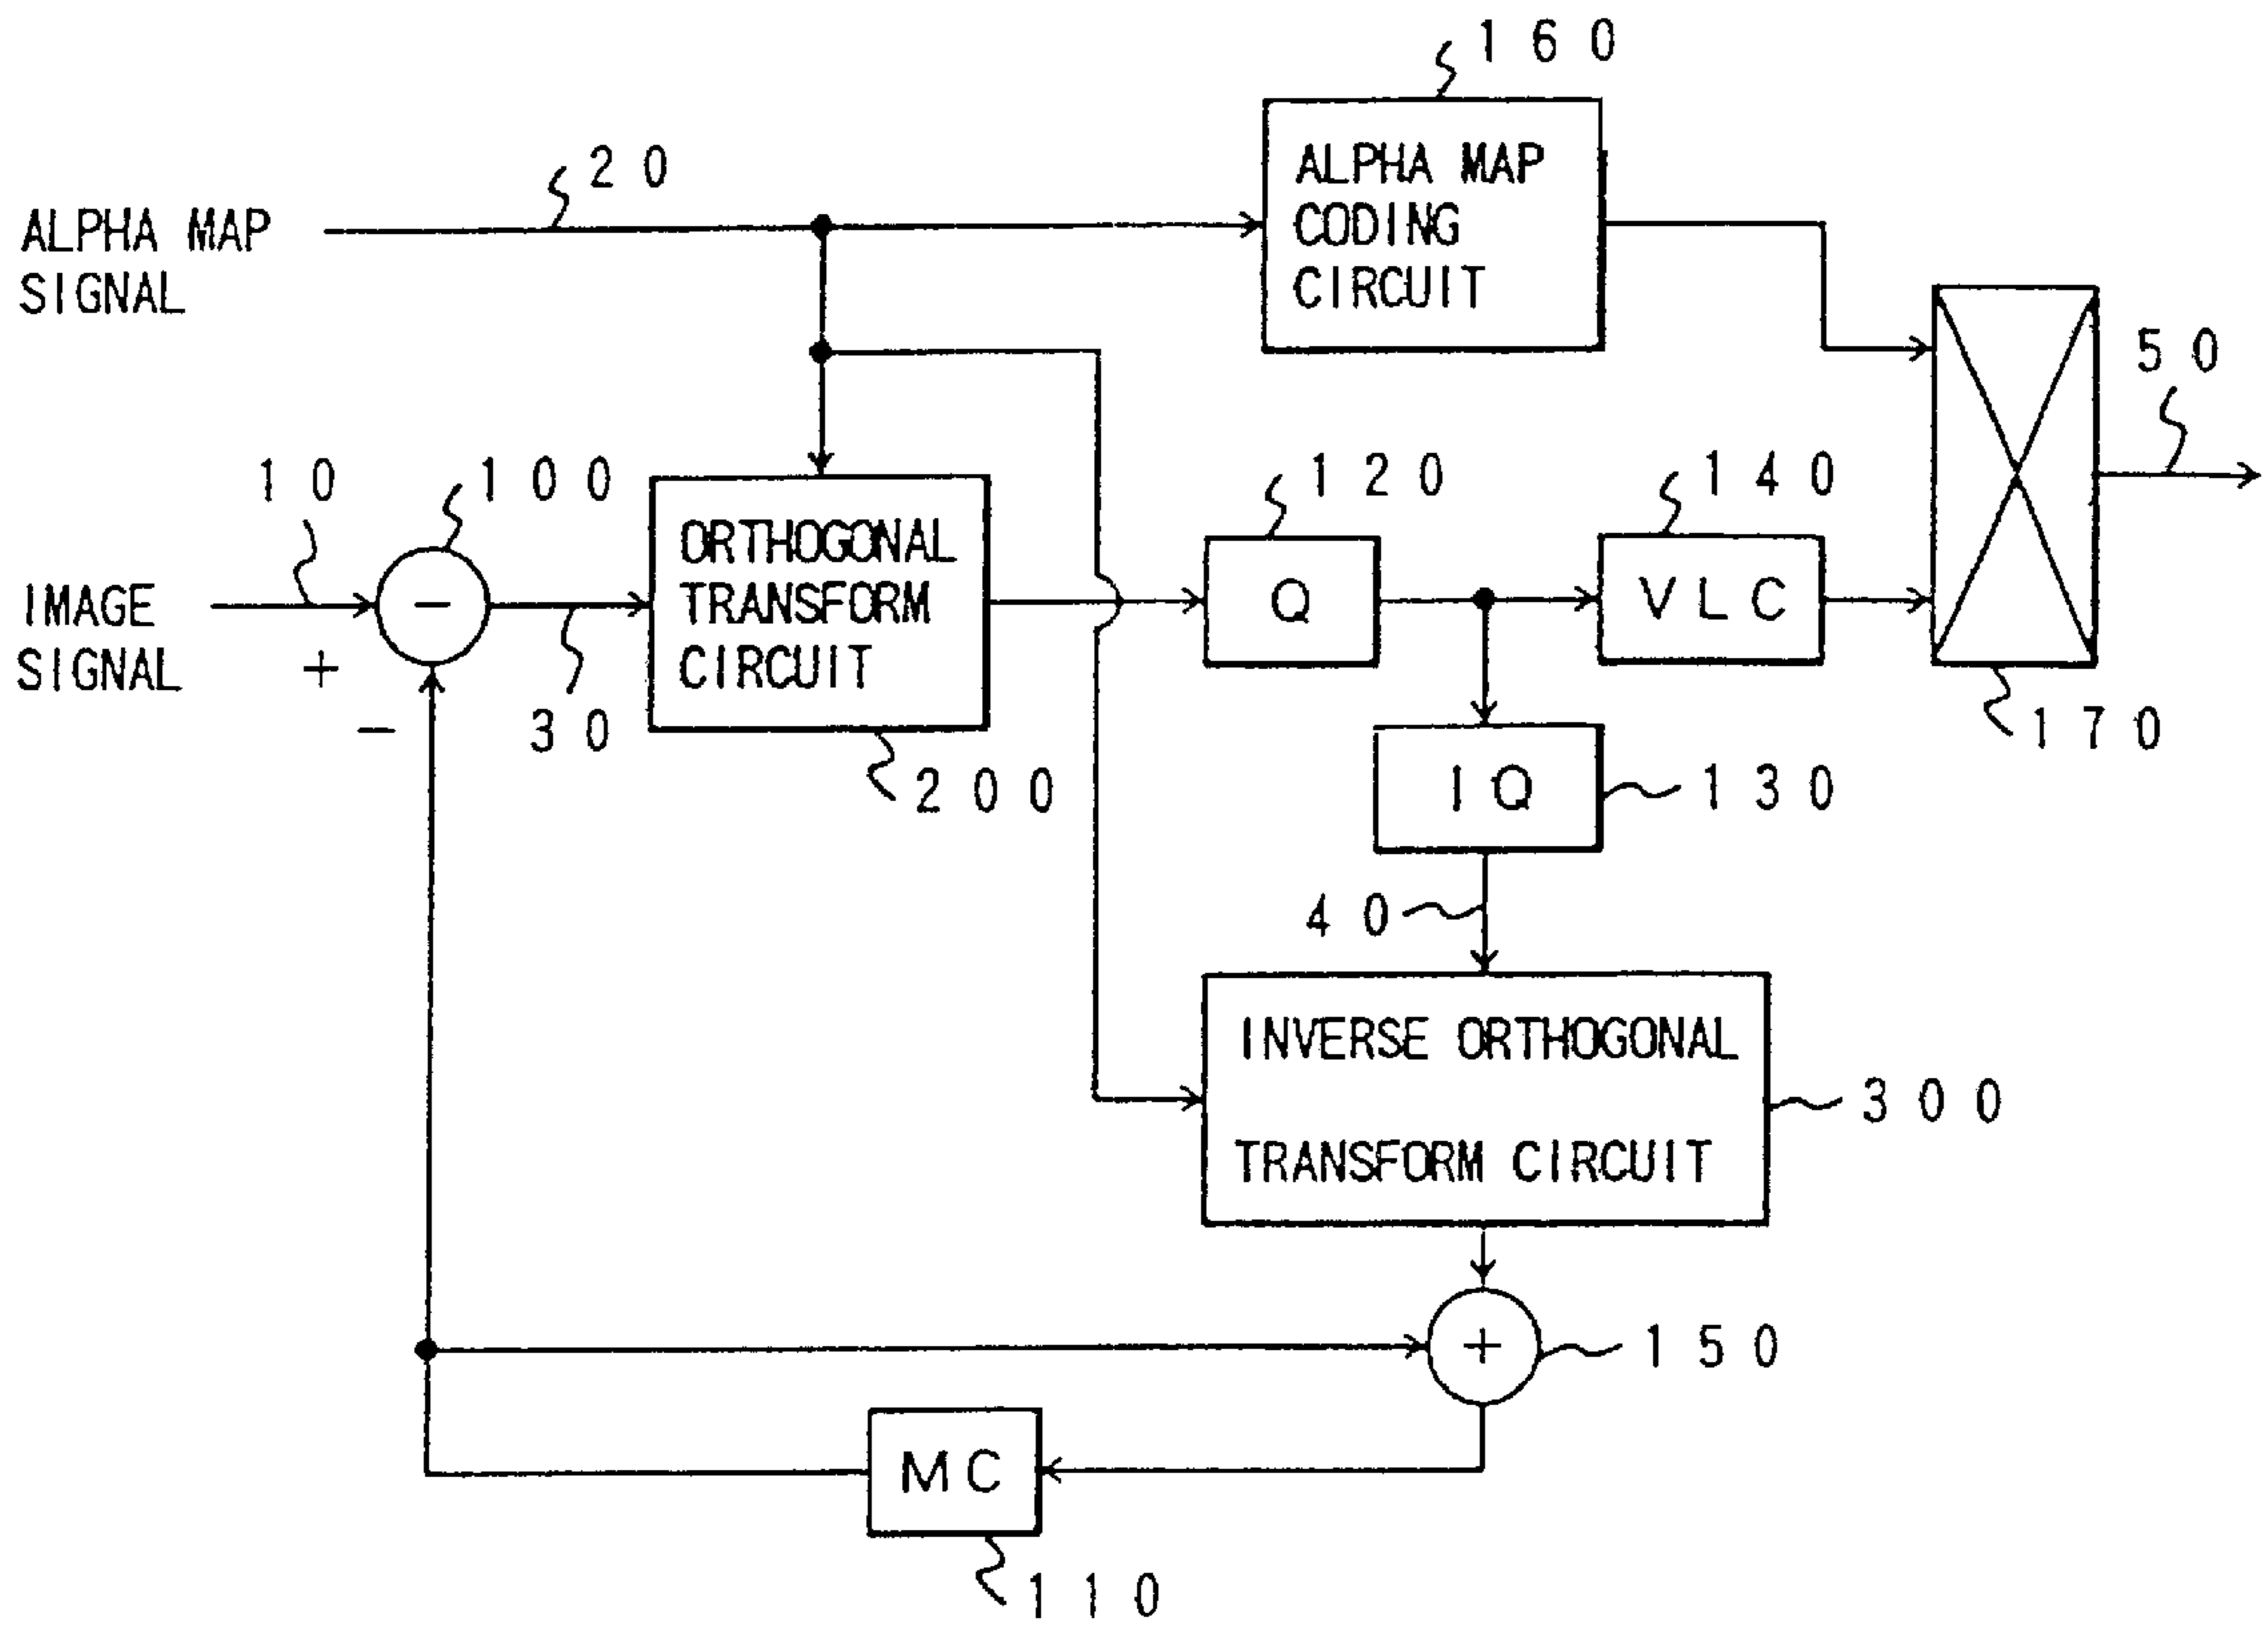 160
ALPHA MAP
CODING
CIRCUIT
20
ALPHA MAP
SIGNAL
50
10
100
ORTHOGONAL
TRANSFORM
CIRCUIT
120
140
IMAGE
SIGNAL
+
-
-
30
200
Q
VLC
170
IQ
130
40
INVERSE ORTHOGONAL
TRANSFORM CIRCUIT
300
+
150
MC
110